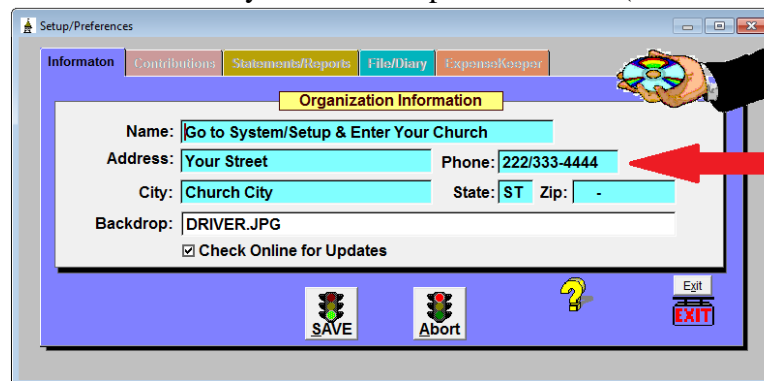 Setup/Preferences
Informaton Contributions Statements/Reports File/Diary ExpenseKeeper
Organization Information
Name: Go to System/Setup & Enter Your Church
Address: Your Street Phone: 222/333-4444
City: Church City State: ST Zip: -
Backdrop: DRIVER.JPG
Check Online for Updates
SAVE Abort Exit
EXIT